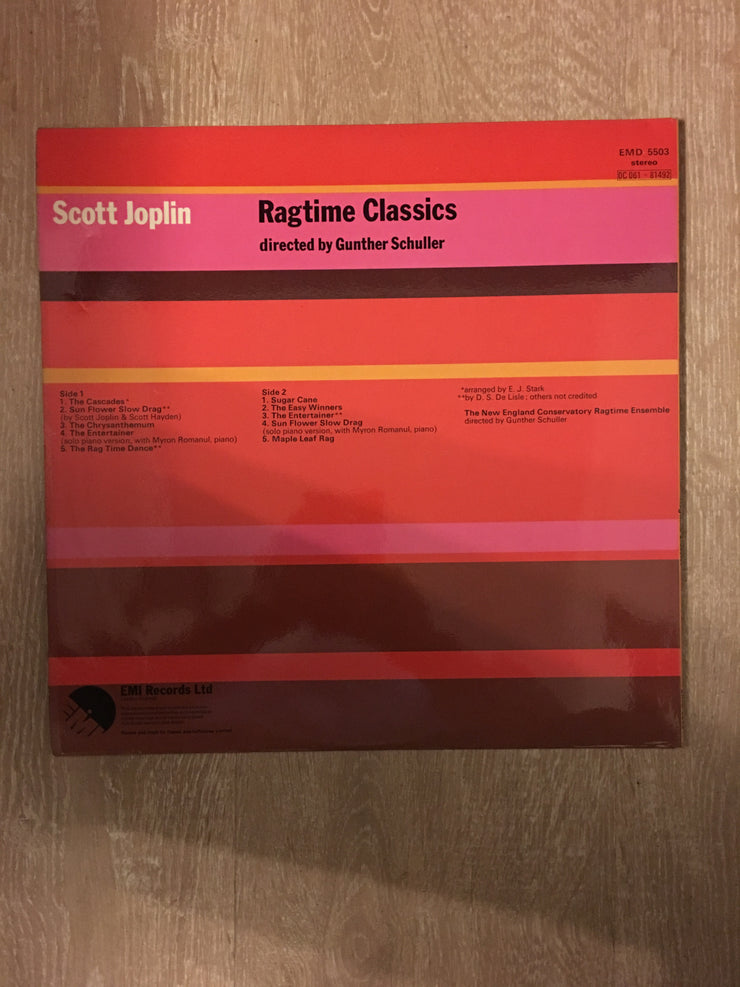 EMD 5503
stereo
OC 061 - 81492
Scott Joplin
Ragtime Classics
directed by Gunther Schuller
Side 1
1. The Cascades*
2. Sun Flower Slow Drag**
(by Scott Joplin & Scott Hayden)
3. The Chrysanthemum
4. The Entertainer
(solo piano version, with Myron Romanul, piano)
5. The Rag Time Dance**
Side 2
1. Sugar Cane
2. The Easy Winners
3. The Entertainer**
4. Sun Flower Slow Drag
(solo piano version, with Myron Romanul, piano)
5. Maple Leaf Rag
*arranged by E. J. Stark
**by D. S. De Lisle; others not credited
The New England Conservatory Ragtime Ensemble
directed by Gunther Schuller
EMI
EMI Records Ltd